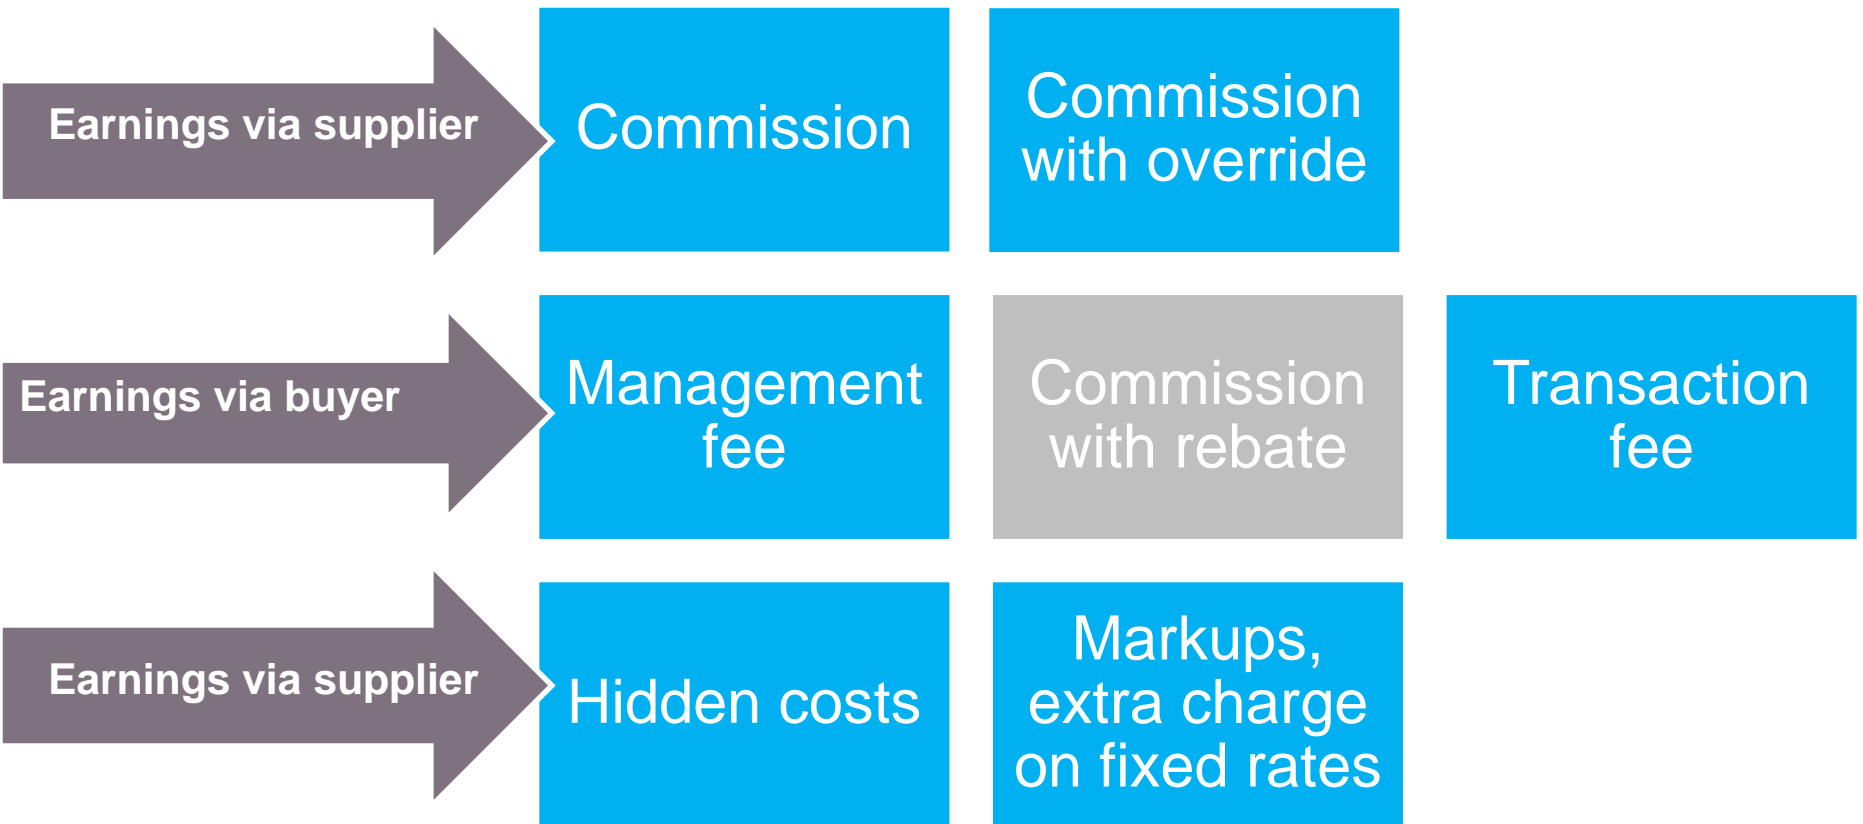 Earnings via supplier
Commission
Commission
with override
Earnings via buyer
Management
fee
Commission
with rebate
Transaction
fee
Earnings via supplier
Hidden costs
Markups,
extra charge
on fixed rates